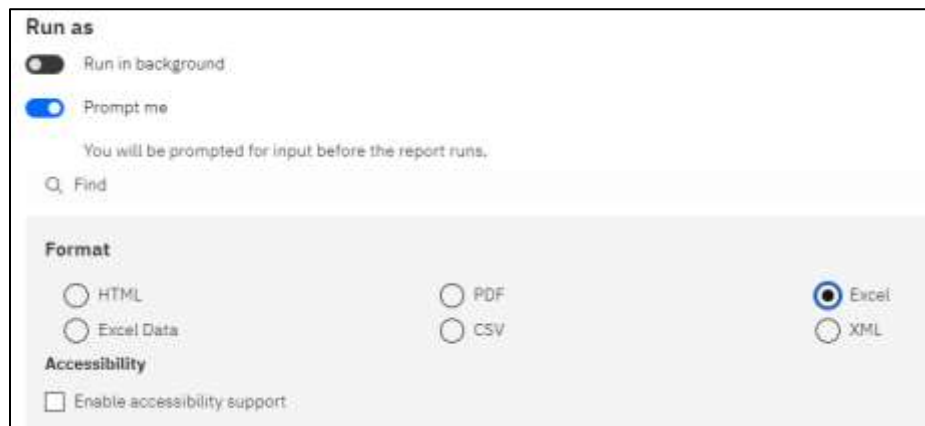 Run as
Run in background
Prompt me
You will be prompted for input before the report runs.
Find
Format
HTML PDF Excel
Excel Data CSV XML
Accessibility
Enable accessibility support